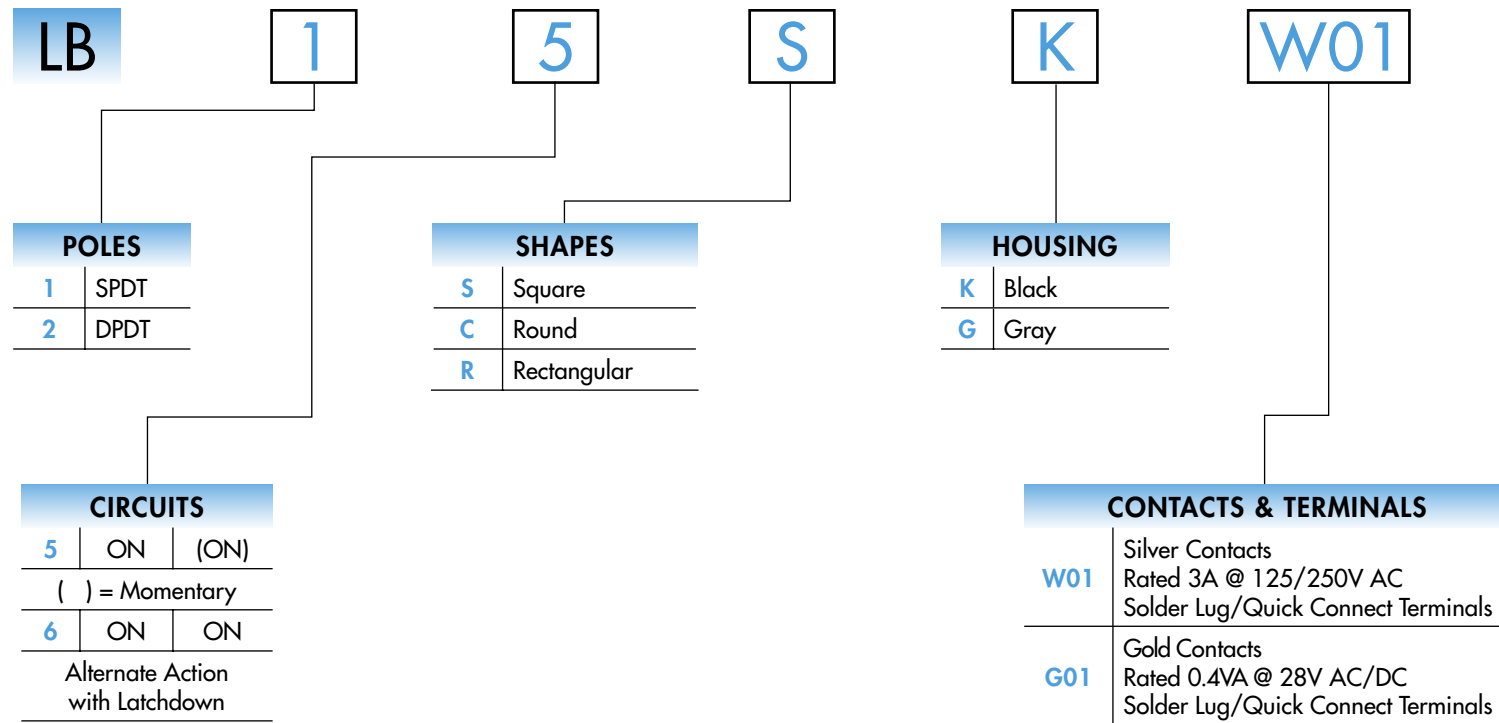 LB 1 5 S K W01
POLES
1 SPDT
2 DPDT
SHAPES
S Square
C Round
R Rectangular
HOUSING
K Black
G Gray
CIRCUITS
5 ON (ON)
( ) = Momentary
6 ON ON
Alternate Action
with Latchdown
CONTACTS & TERMINALS
W01 Silver Contacts
Rated 3A @ 125/250V AC
Solder Lug/Quick Connect Terminals
G01 Gold Contacts
Rated 0.4VA @ 28V AC/DC
Solder Lug/Quick Connect Terminals